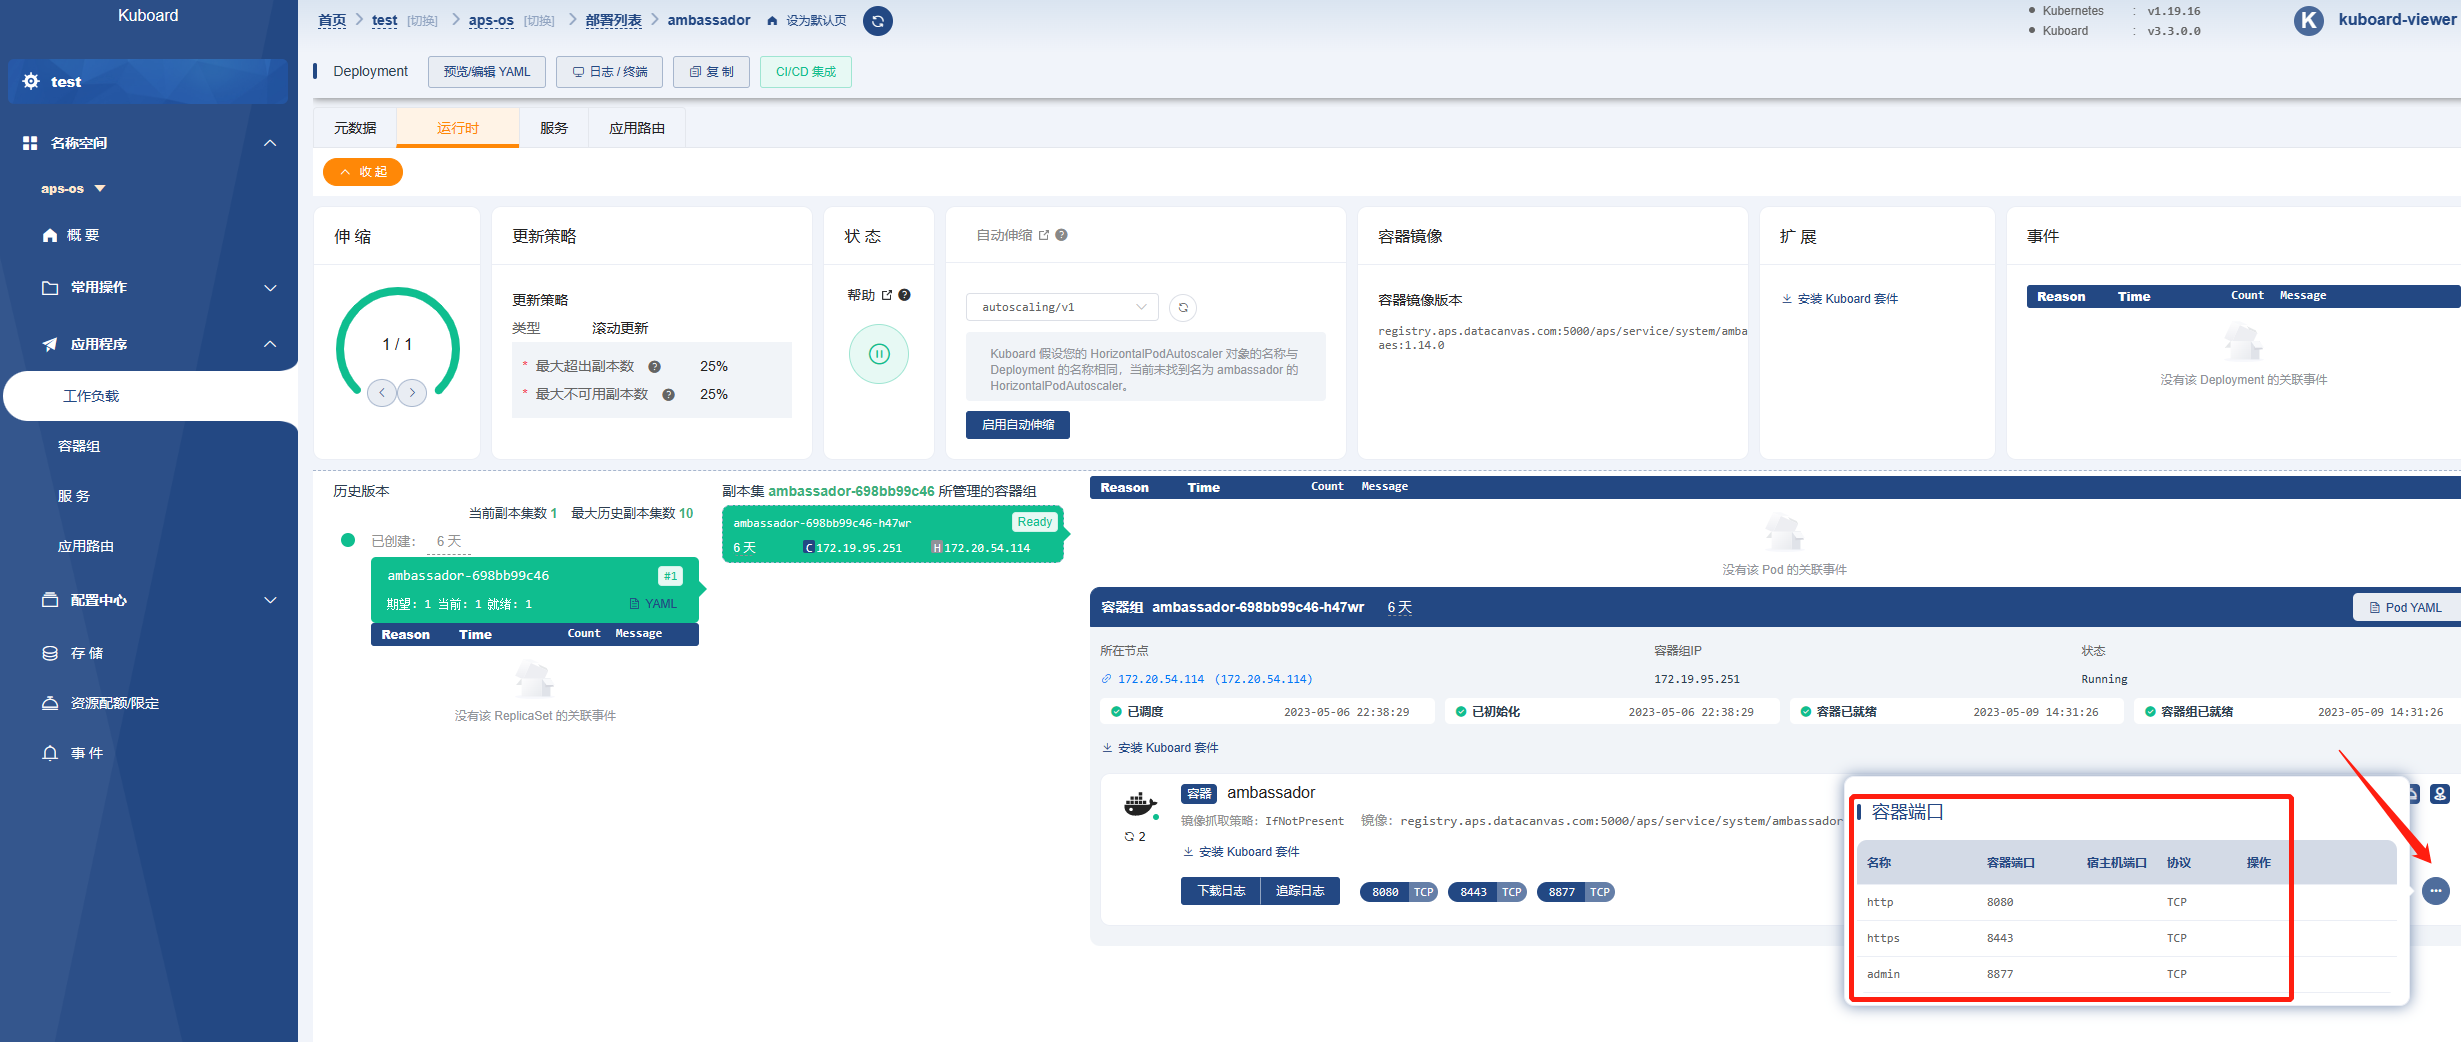 Kuboard
首页 test [切换] aps-os [切换] 部署列表 ambassador 设为默认页
Kubernetes : v1.19.16
Kuboard : v3.3.0.0
K kuboard-viewer
test
Deployment 预览/编辑 YAML 日志 / 终端 复 制 CI/CD 集成
元数据 运行时 服务 应用路由
收 起
名称空间
aps-os
概 要
常用操作
应用程序
工作负载
容器组
服 务
应用路由
配置中心
存 储
资源配额/限定
事 件
伸 缩
1 / 1
更新策略
更新策略
类型 滚动更新
* 最大超出副本数 25%
* 最大不可用副本数 25%
状 态
帮助
自动伸缩
autoscaling/v1
Kuboard 假设您的 HorizontalPodAutoscaler 对象的名称与
Deployment 的名称相同，当前未找到名为 ambassador 的
HorizontalPodAutoscaler。
启用自动伸缩
容器镜像
容器镜像版本
registry.aps.datacanvas.com:5000/aps/service/system/amba
aes:1.14.0
扩 展
安装 Kuboard 套件
事件
Reason Time Count Message
没有该 Deployment 的关联事件
历史版本
当前副本集数 1 最大历史副本集数 10
已创建: 6 天
ambassador-698bb99c46 #1
期望: 1 当前: 1 就绪: 1 YAML
Reason Time Count Message
没有该 ReplicaSet 的关联事件
副本集 ambassador-698bb99c46 所管理的容器组
ambassador-698bb99c46-h47wr Ready
6 天 C 172.19.95.251 H 172.20.54.114
Reason Time Count Message
没有该 Pod 的关联事件
容器组 ambassador-698bb99c46-h47wr 6 天 Pod YAML
所在节点 容器组IP 状态
172.20.54.114 (172.20.54.114) 172.19.95.251 Running
已调度 2023-05-06 22:38:29 已初始化 2023-05-06 22:38:29 容器已就绪 2023-05-09 14:31:26 容器组已就绪 2023-05-09 14:31:26
安装 Kuboard 套件
容器 ambassador
镜像抓取策略: IfNotPresent 镜像: registry.aps.datacanvas.com:5000/aps/service/system/ambassador
2
安装 Kuboard 套件
下载日志 追踪日志 8080 TCP 8443 TCP 8877 TCP
容器端口
名称 容器端口 宿主机端口 协议 操作
http 8080 TCP
https 8443 TCP
admin 8877 TCP